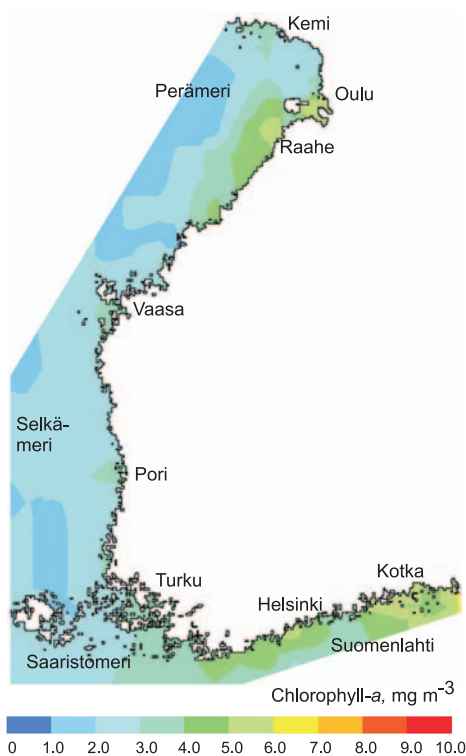 Kemi
Perämeri
Oulu
Raahe
Vaasa
Selkä-
meri
Pori
Turku
Kotka
Helsinki
Suomenlahti
Saaristomeri
Chlorophyll-a, mg m⁻³
0 1.0 2.0 3.0 4.0 5.0 6.0 7.0 8.0 9.0 10.0